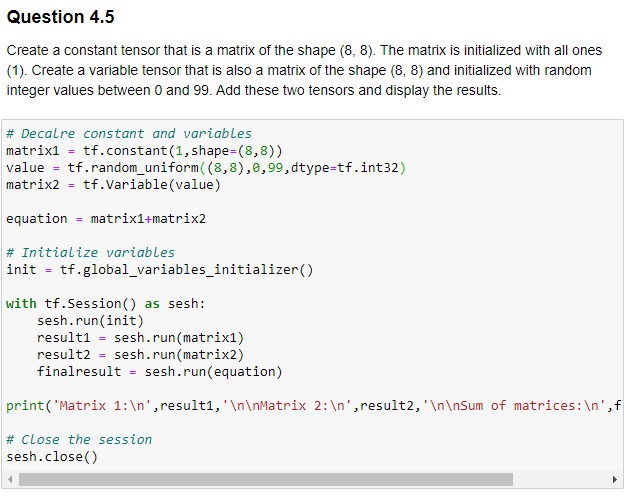 Question 4.5
Create a constant tensor that is a matrix of the shape (8, 8). The matrix is initialized with all ones
(1). Create a variable tensor that is also a matrix of the shape (8, 8) and initialized with random
integer values between 0 and 99. Add these two tensors and display the results.
# Decalre constant and variables
matrix1 = tf.constant(1,shape=(8,8))
value = tf.random_uniform((8,8),0,99,dtype=tf.int32)
matrix2 = tf.Variable(value)
equation = matrix1+matrix2
# Initialize variables
init = tf.global_variables_initializer()
with tf.Session() as sesh:
    sesh.run(init)
    result1 = sesh.run(matrix1)
    result2 = sesh.run(matrix2)
    finalresult = sesh.run(equation)
print('Matrix 1:\n',result1,'\n\nMatrix 2:\n',result2,'\n\nSum of matrices:\n',f
# Close the session
sesh.close()